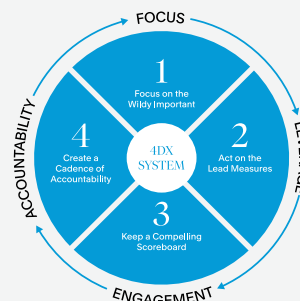 FOCUS
1
Focus on the
Wildy Important
2
Act on the
Lead Measures
3
Keep a Compelling
Scoreboard
4
Create a
Cadence of
Accountability
4DX
SYSTEM
ENGAGEMENT
ACCOUNTABILITY